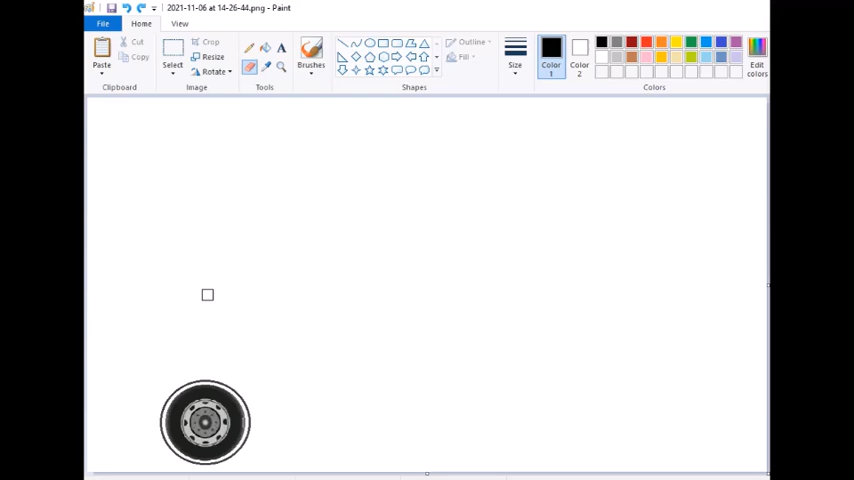 2021-11-06 at 14-26-44.png - Paint
File Home View
Paste
Cut
Copy
Clipboard
Select
Crop
Resize
Rotate
Image
A
Tools
Brushes
Outline
Fill
Shapes
Size
Color 1
Color 2
Edit colors
Colors